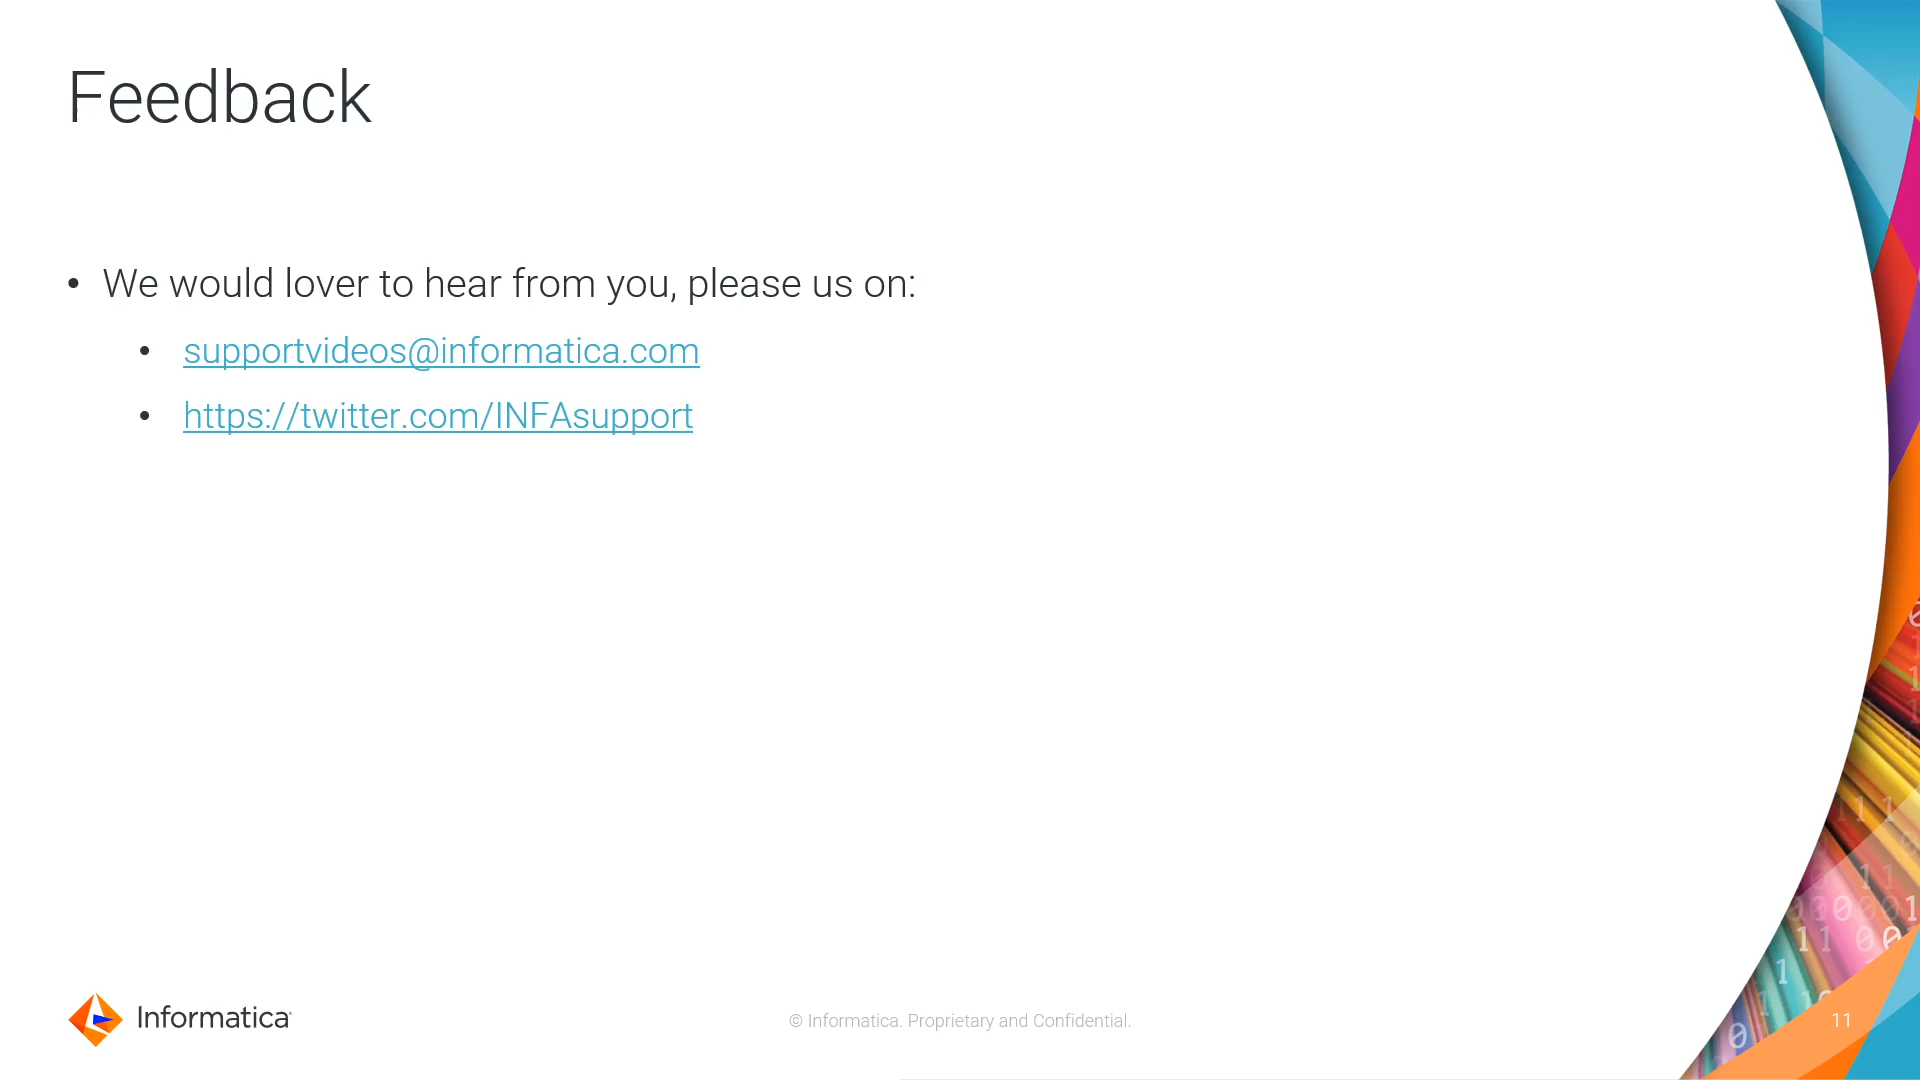 Feedback
• We would lover to hear from you, please us on:
• supportvideos@informatica.com
• https://twitter.com/INFAsupport
Informatica
© Informatica. Proprietary and Confidential.
11